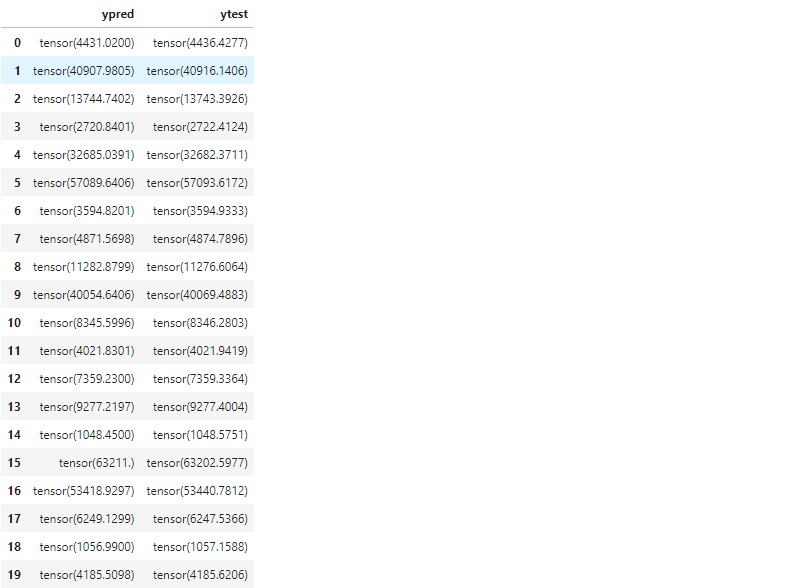 ypred ytest
0 tensor(4431.0200) tensor(4436.4277)
1 tensor(40907.9805) tensor(40916.1406)
2 tensor(13744.7402) tensor(13743.3926)
3 tensor(2720.8401) tensor(2722.4124)
4 tensor(32685.0391) tensor(32682.3711)
5 tensor(57089.6406) tensor(57093.6172)
6 tensor(3594.8201) tensor(3594.9333)
7 tensor(4871.5698) tensor(4874.7896)
8 tensor(11282.8799) tensor(11276.6064)
9 tensor(40054.6406) tensor(40069.4883)
10 tensor(8345.5996) tensor(8346.2803)
11 tensor(4021.8301) tensor(4021.9419)
12 tensor(7359.2300) tensor(7359.3364)
13 tensor(9277.2197) tensor(9277.4004)
14 tensor(1048.4500) tensor(1048.5751)
15 tensor(63211.) tensor(63202.5977)
16 tensor(53418.9297) tensor(53440.7812)
17 tensor(6249.1299) tensor(6247.5366)
18 tensor(1056.9900) tensor(1057.1588)
19 tensor(4185.5098) tensor(4185.6206)